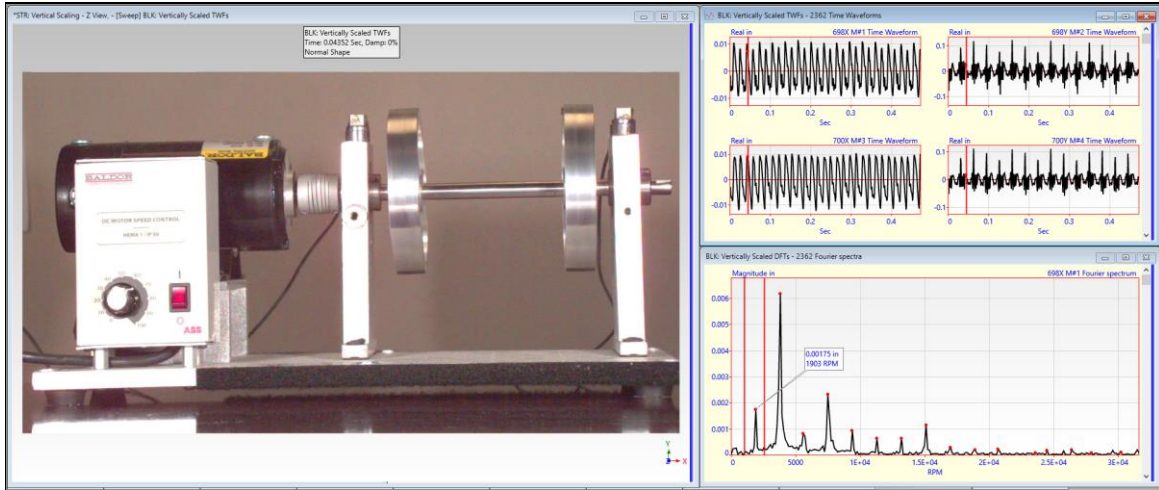 *STR: Vertical Scaling - Z View, - [Sweep] BLK: Vertically Scaled TWFs
BLK: Vertically Scaled TWFs
Time: 0.04352 Sec, Damp: 0%
Normal Shape
BALDOR
BALDOR
DC MOTOR SPEED CONTROL
NEMA 1 - IP 50
I
ABB
Y
Z
X
BLK: Vertically Scaled TWFs - 2362 Time Waveforms
Real in 698X M#1 Time Waveform
0.01
0
-0.01
0 0.1 0.2 0.3 0.4
Sec
Real in 698Y M#2 Time Waveform
0.1
0
-0.1
0 0.1 0.2 0.3 0.4
Sec
Real in 700X M#3 Time Waveform
0.01
0
-0.01
0 0.1 0.2 0.3 0.4
Sec
Real in 700Y M#4 Time Waveform
0.1
0
-0.1
0 0.1 0.2 0.3 0.4
Sec
BLK: Vertically Scaled DFTs - 2362 Fourier spectra
Magnitude in 698X M#1 Fourier spectrum
0.006
0.005
0.004
0.003
0.002
0.001
0
0.00175 in
1903 RPM
0 5000 1E+04 1.5E+04 2E+04 2.5E+04 3E+04
RPM